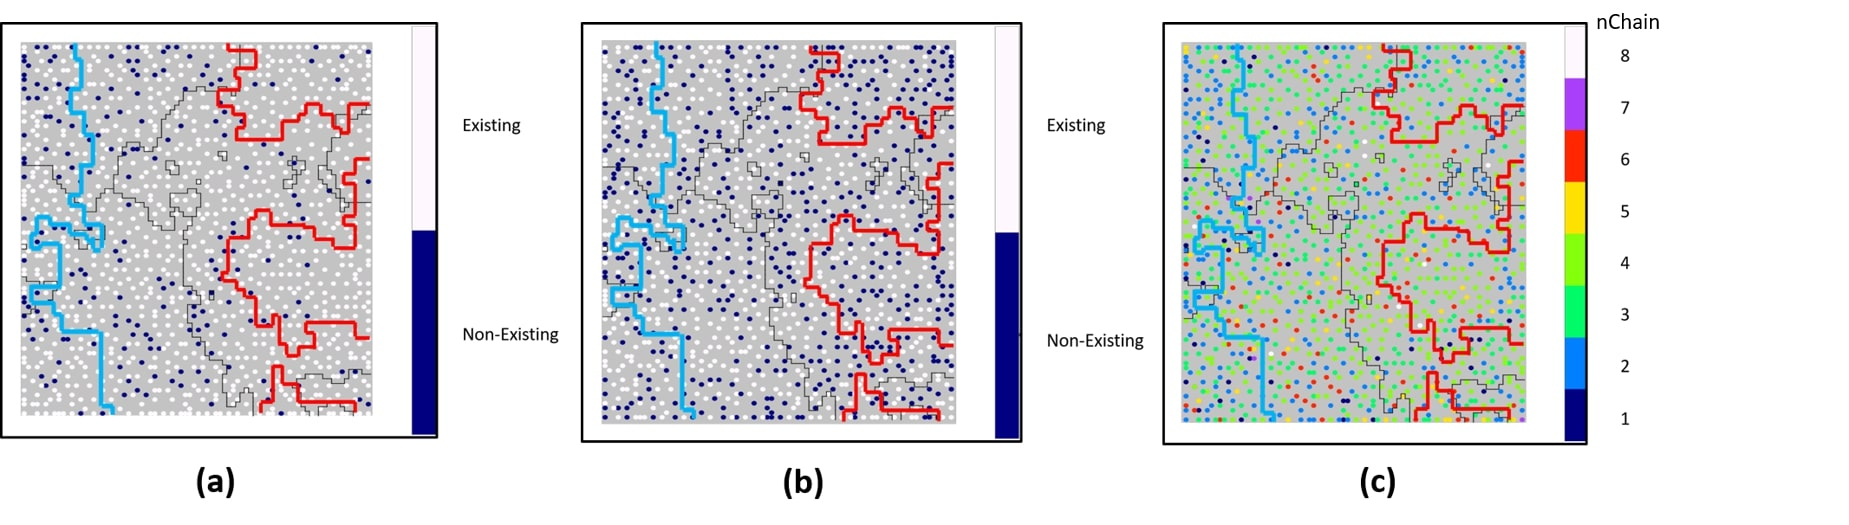 nChain
8
7
6
5
4
3
2
1
Existing
Non-Existing
Existing
Non-Existing
(a)
(b)
(c)